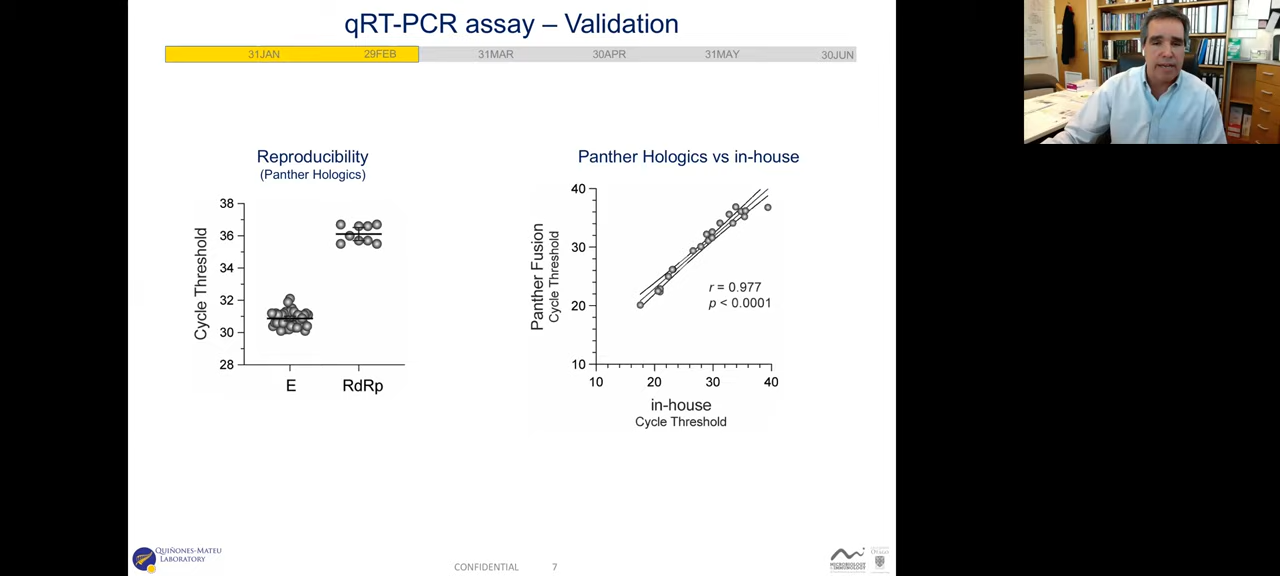 qRT-PCR assay – Validation
31JAN 29FEB 31MAR 30APR 31MAY 30JUN
Reproducibility
(Panther Hologics)
38
36
34
32
30
28
Cycle Threshold
E RdRp
Panther Hologics vs in-house
40
30
20
10
Panther Fusion
Cycle Threshold
r = 0.977
p < 0.0001
10 20 30 40
in-house
Cycle Threshold
QUIÑONES-MATEU
LABORATORY
CONFIDENTIAL 7
MICROBIOLOGY